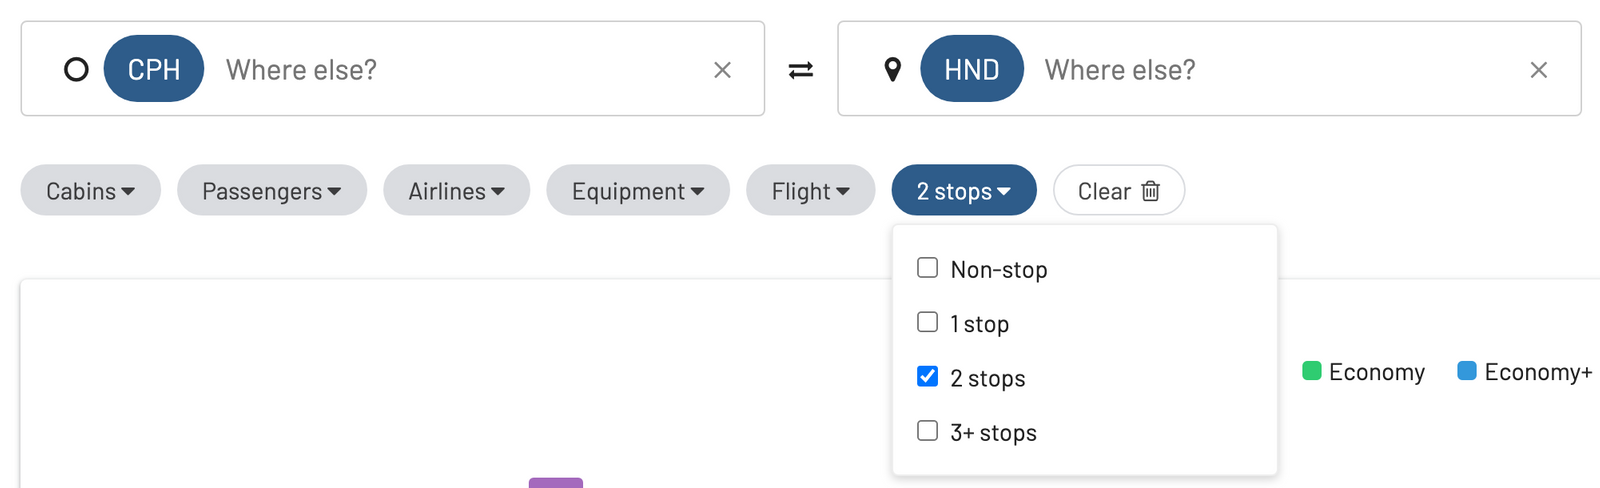 CPH Where else? HND Where else?
Cabins Passengers Airlines Equipment Flight 2 stops Clear
Non-stop
1 stop
2 stops
3+ stops
Economy Economy+